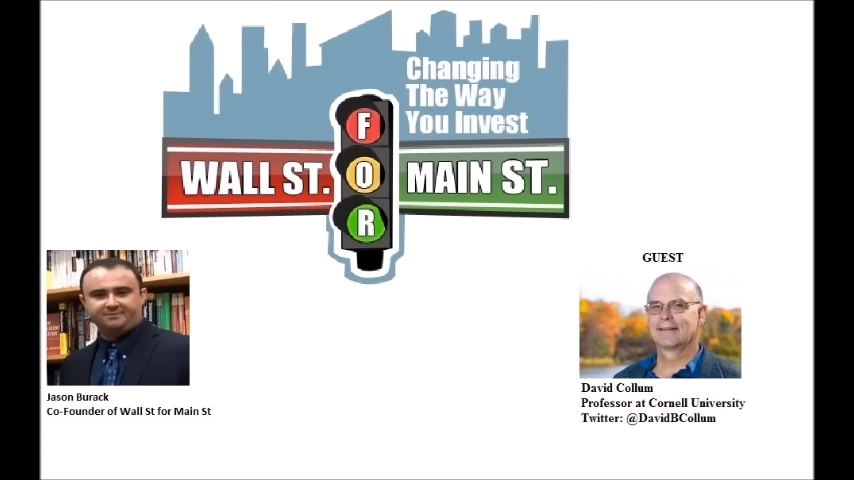 Changing
The Way
You Invest
WALL ST. FOR MAIN ST.
GUEST
Jason Burack
Co-Founder of Wall St for Main St
David Collum
Professor at Cornell University
Twitter: @DavidBCollum